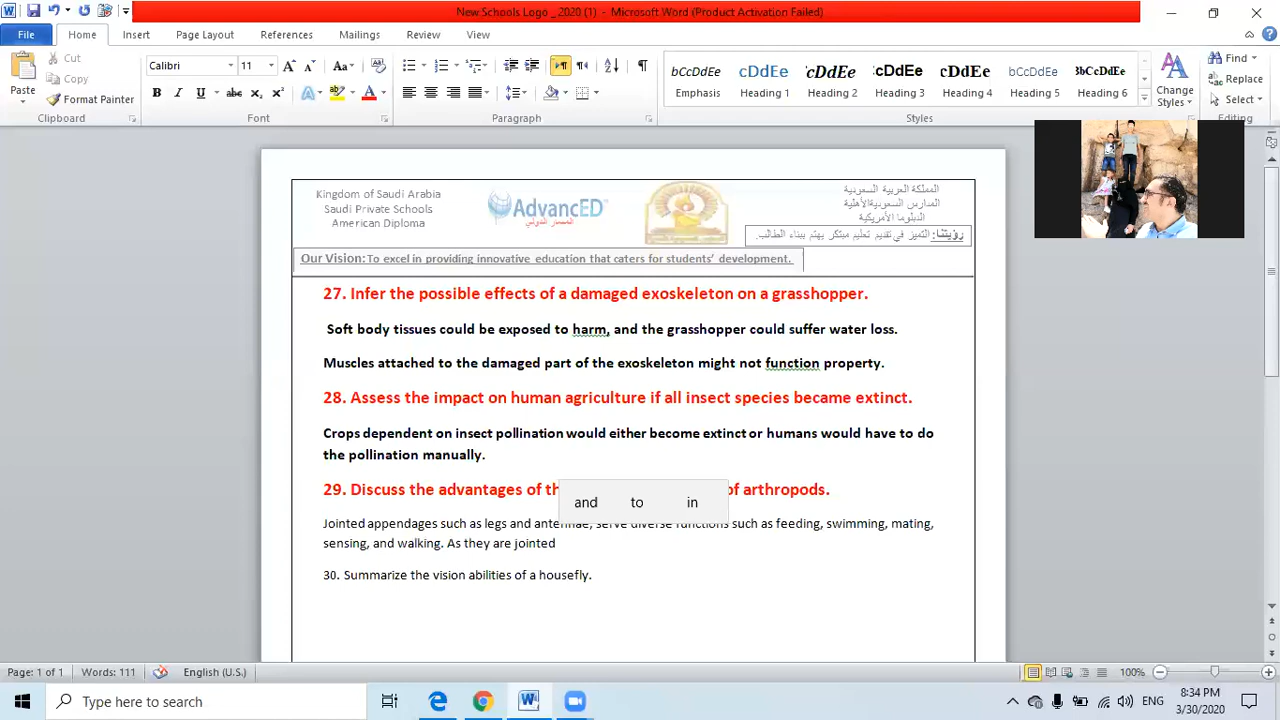 New Schools Logo _ 2020 (1) - Microsoft Word (Product Activation Failed)
File Home Insert Page Layout References Mailings Review View
Cut
Copy
Format Painter
Paste
Clipboard
Calibri 11
Font
Paragraph
cCcDdEe cDdEe cDdEe cDdEe cDdEe cCcDdEe bCcDdEe
Emphasis Heading 1 Heading 2 Heading 3 Heading 4 Heading 5 Heading 6
Styles
Change Styles
Find
Replace
Select
Editing
Kingdom of Saudi Arabia
Saudi Private Schools
American Diploma
AdvancED
المسار الدولي
المملكة العربية السعودية
المدارس السعوديةالأهلية
الدبلوما الأمريكية
رؤيتنا: التميز في تقديم تعليم مبتكر يهتم ببناء الطالب.
Our Vision: To excel in providing innovative education that caters for students' development.
27. Infer the possible effects of a damaged exoskeleton on a grasshopper.
Soft body tissues could be exposed to harm, and the grasshopper could suffer water loss.
Muscles attached to the damaged part of the exoskeleton might not function property.
28. Assess the impact on human agriculture if all insect species became extinct.
Crops dependent on insect pollination would either become extinct or humans would have to do
the pollination manually.
29. Discuss the advantages of th of arthropods.
and to in
Jointed appendages such as legs and antennae, serve diverse functions such as feeding, swimming, mating,
sensing, and walking. As they are jointed
30. Summarize the vision abilities of a housefly.
Page: 1 of 1 Words: 111 English (U.S.) 100%
Type here to search
ENG
8:34 PM
3/30/2020